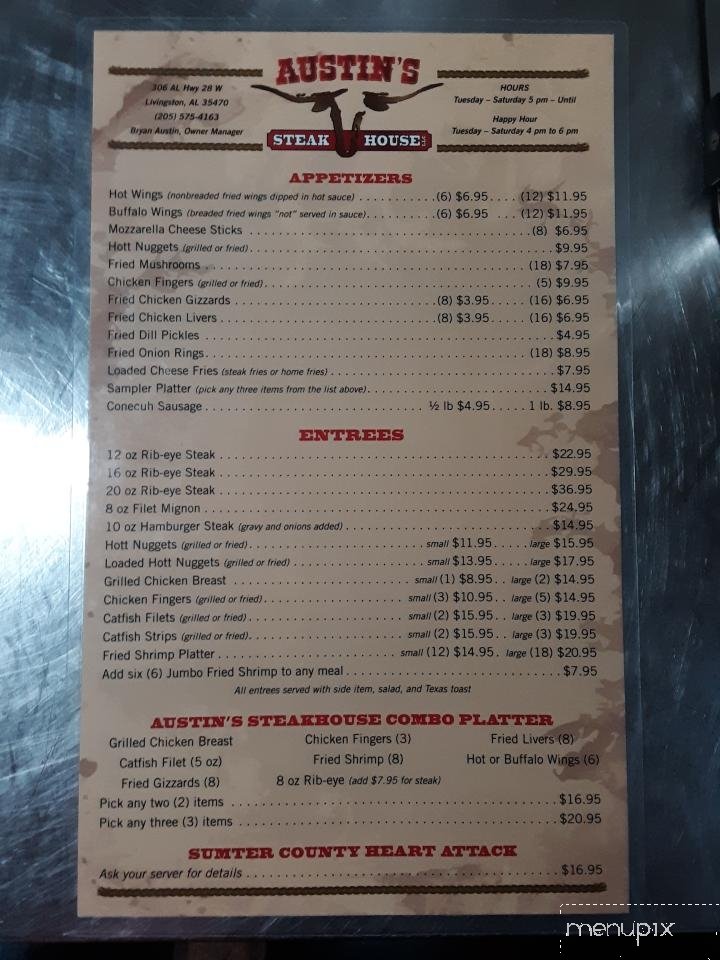 AUSTIN'S
STEAK HOUSE LLC
306 AL Hwy 28 W
Livingston, AL 35470
(205) 575-4163
Bryan Austin, Owner Manager
HOURS
Tuesday – Saturday 5 pm – Until
Happy Hour
Tuesday – Saturday 4 pm to 6 pm
APPETIZERS
Hot Wings (nonbreaded fried wings dipped in hot sauce) . . . . . . . . . . .(6) $6.95. . . . (12) $11.95
Buffalo Wings (breaded fried wings "not" served in sauce). . . . . . . . . .(6) $6.95 . . . (12) $11.95
Mozzarella Cheese Sticks . . . . . . . . . . (8) $6.95
Hott Nuggets (grilled or fried). . . . . . . . . . $9.95
Fried Mushrooms . . . . . . . . . . (18) $7.95
Chicken Fingers (grilled or fried). . . . . . . . . . (5) $9.95
Fried Chicken Gizzards . . . . . . . . . . (8) $3.95. . . . . (16) $6.95
Fried Chicken Livers . . . . . . . . . . (8) $3.95. . . . . (16) $6.95
Fried Dill Pickles . . . . . . . . . . $4.95
Fried Onion Rings. . . . . . . . . . (18) $8.95
Loaded Cheese Fries (steak fries or home fries) . . . . . . . . . . $7.95
Sampler Platter (pick any three items from the list above). . . . . . . . . . $14.95
Conecuh Sausage . . . . . . . . . . ½ lb $4.95. . . . . 1 lb. $8.95
ENTREES
12 oz Rib-eye Steak . . . . . . . . . . $22.95
16 oz Rib-eye Steak . . . . . . . . . . $29.95
20 oz Rib-eye Steak . . . . . . . . . . $36.95
8 oz Filet Mignon . . . . . . . . . . $24.95
10 oz Hamburger Steak (gravy and onions added) . . . . . . . . . . $14.95
Hott Nuggets (grilled or fried). . . . . . . . . . small $11.95. . . . . large $15.95
Loaded Hott Nuggets (grilled or fried) . . . . . . . . . . small $13.95. . . . . large $17.95
Grilled Chicken Breast . . . . . . . . . . small (1) $8.95. . large (2) $14.95
Chicken Fingers (grilled or fried). . . . . . . . . . small (3) $10.95. . large (5) $14.95
Catfish Filets (grilled or fried). . . . . . . . . . small (2) $15.95. . large (3) $19.95
Catfish Strips (grilled or fried). . . . . . . . . . small (2) $15.95. . large (3) $19.95
Fried Shrimp Platter . . . . . . . . . . small (12) $14.95. large (18) $20.95
Add six (6) Jumbo Fried Shrimp to any meal . . . . . . . . . . $7.95
All entrees served with side item, salad, and Texas toast
AUSTIN'S STEAKHOUSE COMBO PLATTER
Grilled Chicken Breast Chicken Fingers (3) Fried Livers (8)
Catfish Filet (5 oz) Fried Shrimp (8) Hot or Buffalo Wings (6)
Fried Gizzards (8) 8 oz Rib-eye (add $7.95 for steak)
Pick any two (2) items . . . . . . . . . . $16.95
Pick any three (3) items . . . . . . . . . . $20.95
SUMTER COUNTY HEART ATTACK
Ask your server for details . . . . . . . . . . $16.95
menupix